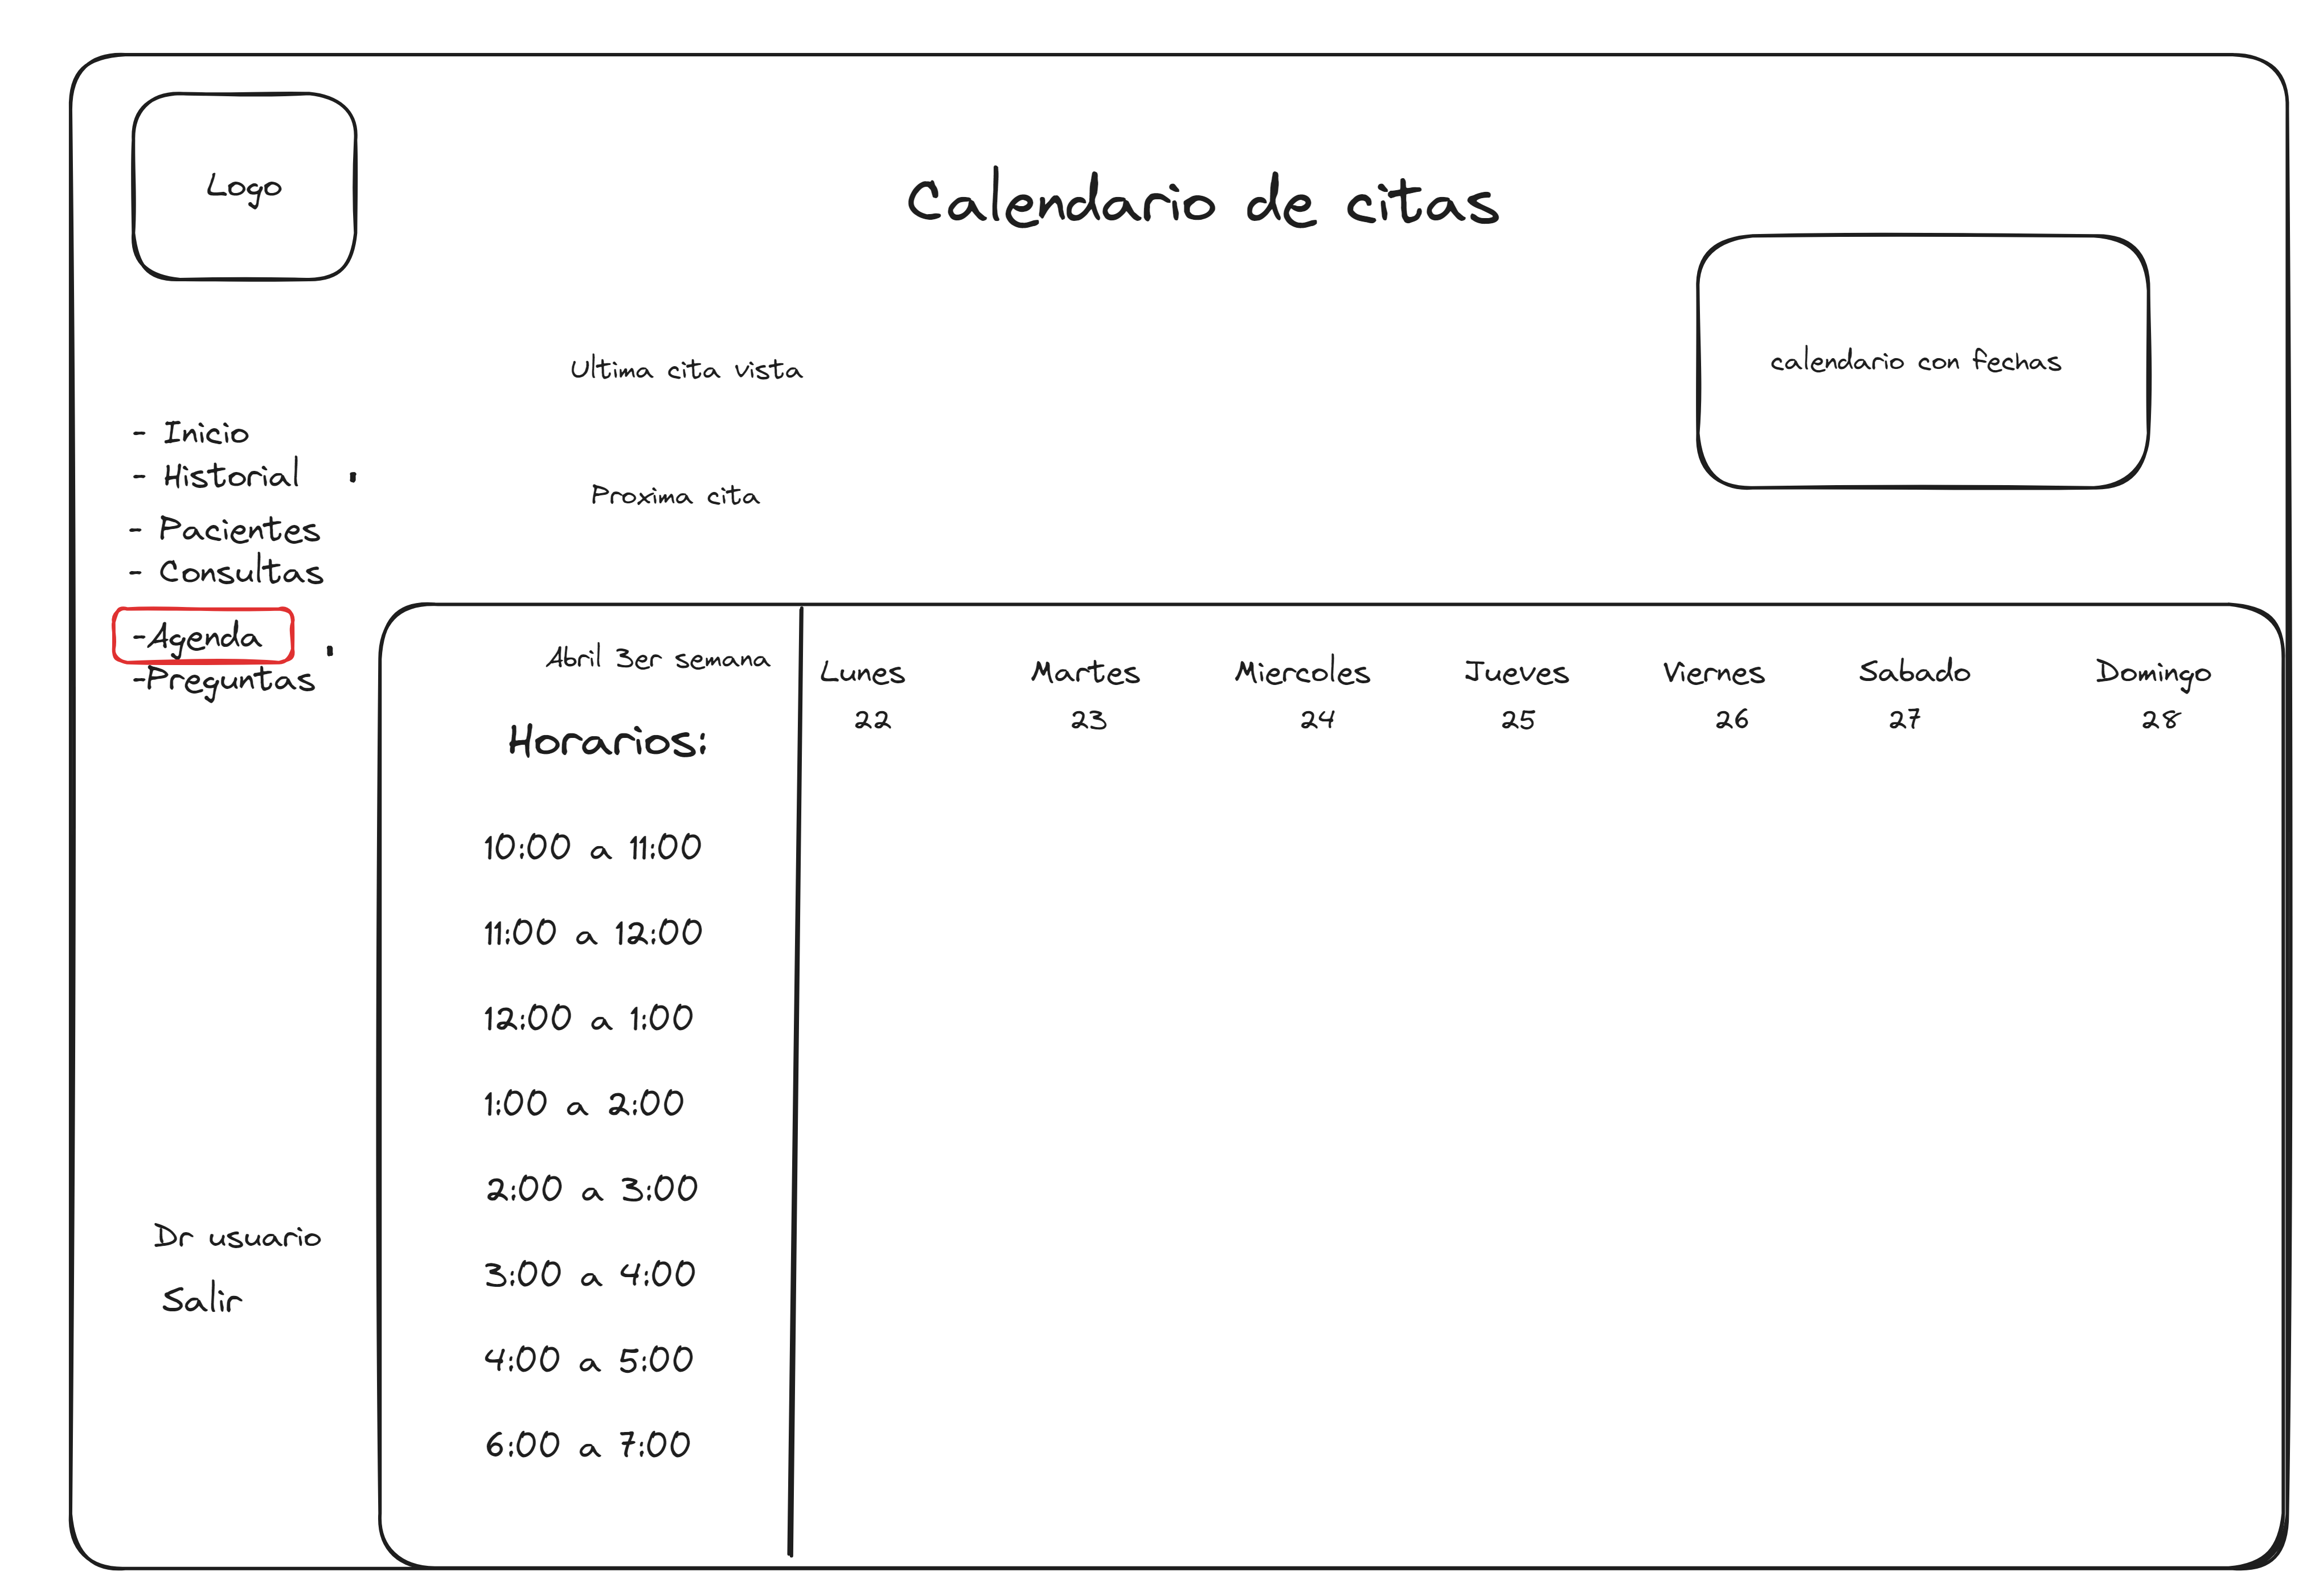 Logo
Calendario de citas
calendario con fechas
Ultima cita vista
Proxima cita
- Inicio
- Historial
- Pacientes
- Consultas
-Agenda
-Preguntas
Dr usuario
Salir
Abril 3er semana
Horarios:
10:00 a 11:00
11:00 a 12:00
12:00 a 1:00
1:00 a 2:00
2:00 a 3:00
3:00 a 4:00
4:00 a 5:00
6:00 a 7:00
Lunes Martes Miercoles Jueves Viernes Sabado Domingo
22 23 24 25 26 27 28